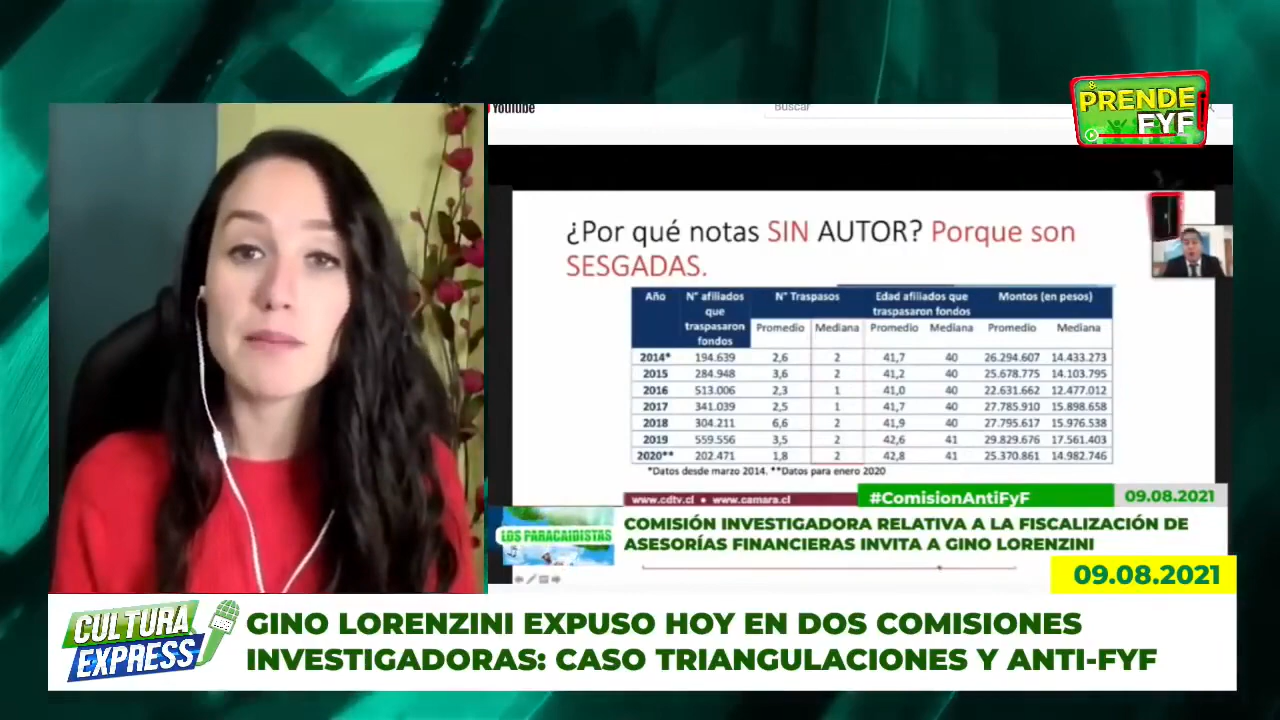 YouTube
Buscar
PRENDE
FYF
¿Por qué notas SIN AUTOR? Porque son
SESGADAS.
Año N° afiliados que traspasaron fondos N° Traspasos Edad afiliados que traspasaron fondos Montos (en pesos)
Promedio Mediana Promedio Mediana Promedio Mediana
2014* 194.639 2,6 2 41,7 40 26.294.607 14.433.273
2015 284.948 3,6 2 41,2 40 25.678.775 14.103.795
2016 513.006 2,3 1 41,0 40 22.631.662 12.477.012
2017 341.039 2,5 1 41,7 40 27.785.910 15.898.658
2018 304.211 6,6 2 41,9 40 27.795.617 15.976.538
2019 559.556 3,5 2 42,6 41 29.829.676 17.561.403
2020** 202.471 1,8 2 42,8 41 25.370.861 14.982.746
*Datos desde marzo 2014. **Datos para enero 2020
www.cdtv.cl • www.camara.cl
#ComisionAntiFyF
09.08.2021
LOS PARACAIDISTAS
COMISIÓN INVESTIGADORA RELATIVA A LA FISCALIZACIÓN DE
ASESORÍAS FINANCIERAS INVITA A GINO LORENZINI
09.08.2021
CULTURA
EXPRESS
GINO LORENZINI EXPUSO HOY EN DOS COMISIONES
INVESTIGADORAS: CASO TRIANGULACIONES Y ANTI-FYF